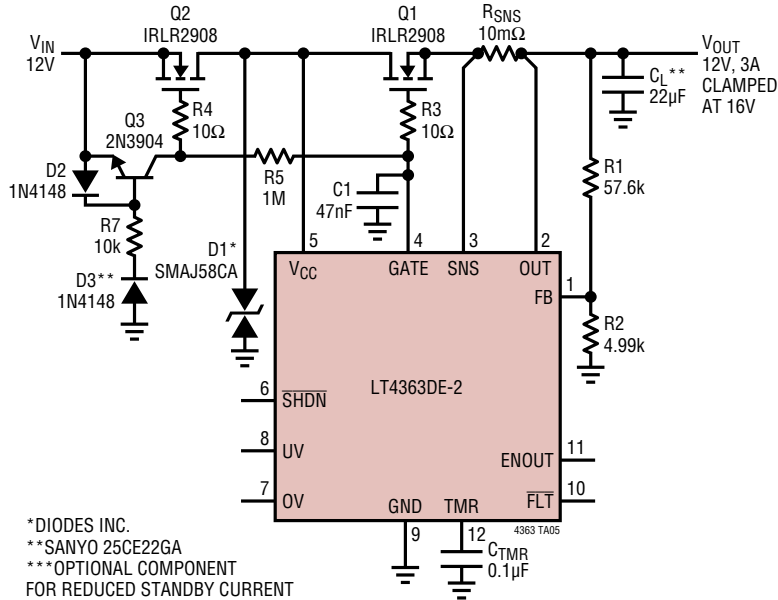 Q2
IRLR2908
Q1
IRLR2908
RSNS
10mΩ
VIN
12V
VOUT
12V, 3A
CLAMPED
AT 16V
CL**
22µF
R4
10Ω
R3
10Ω
Q3
2N3904
D2
1N4148
R5
1M
C1
47nF
R1
57.6k
R7
10k
D1*
SMAJ58CA
D3**
1N4148
5
4
3
2
VCC
GATE
SNS
OUT
FB
1
R2
4.99k
LT4363DE-2
6
SHDN
8
UV
7
OV
ENOUT
11
FLT
10
GND
TMR
9
12
4363 TA05
CTMR
0.1µF
*DIODES INC.
**SANYO 25CE22GA
***OPTIONAL COMPONENT
FOR REDUCED STANDBY CURRENT